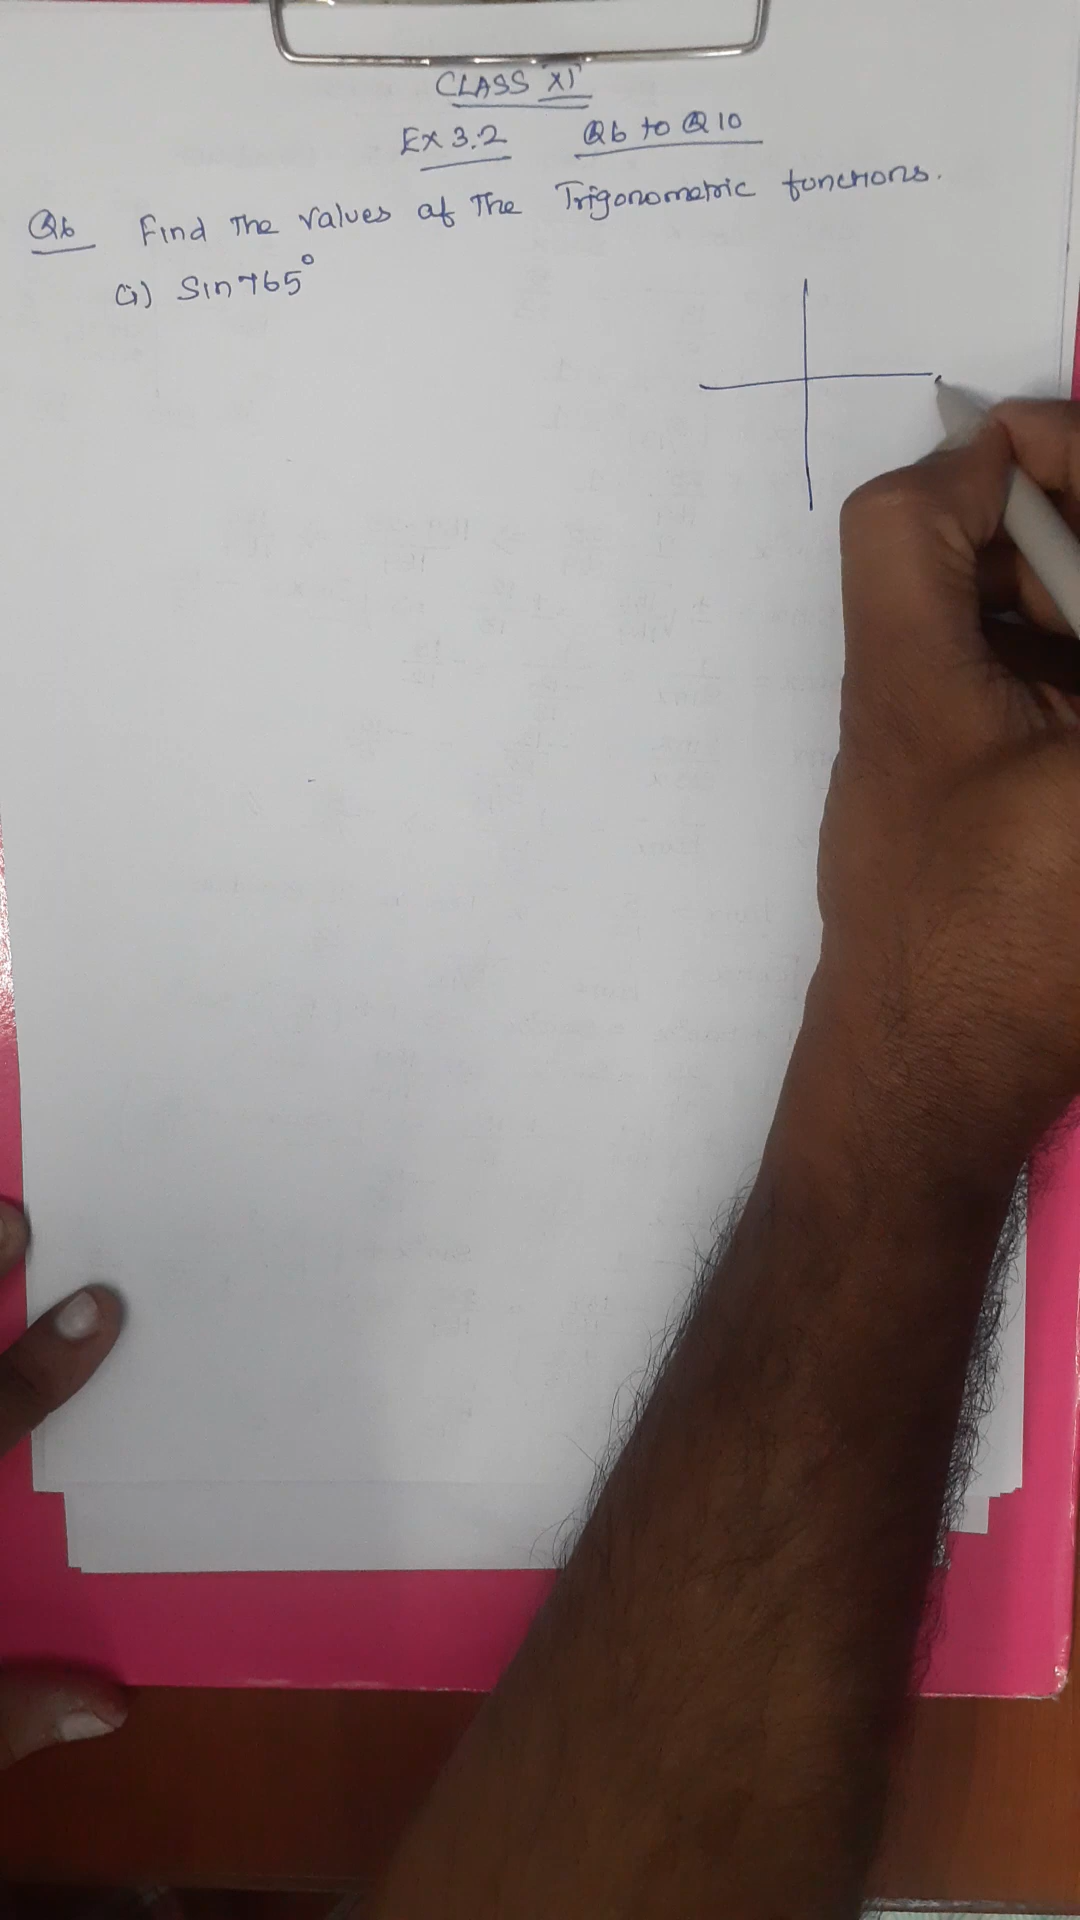 CLASS XI
Ex 3.2 Q6 to Q10
Q6 Find The values of The Trigonometric functions.
(i) Sin 765°